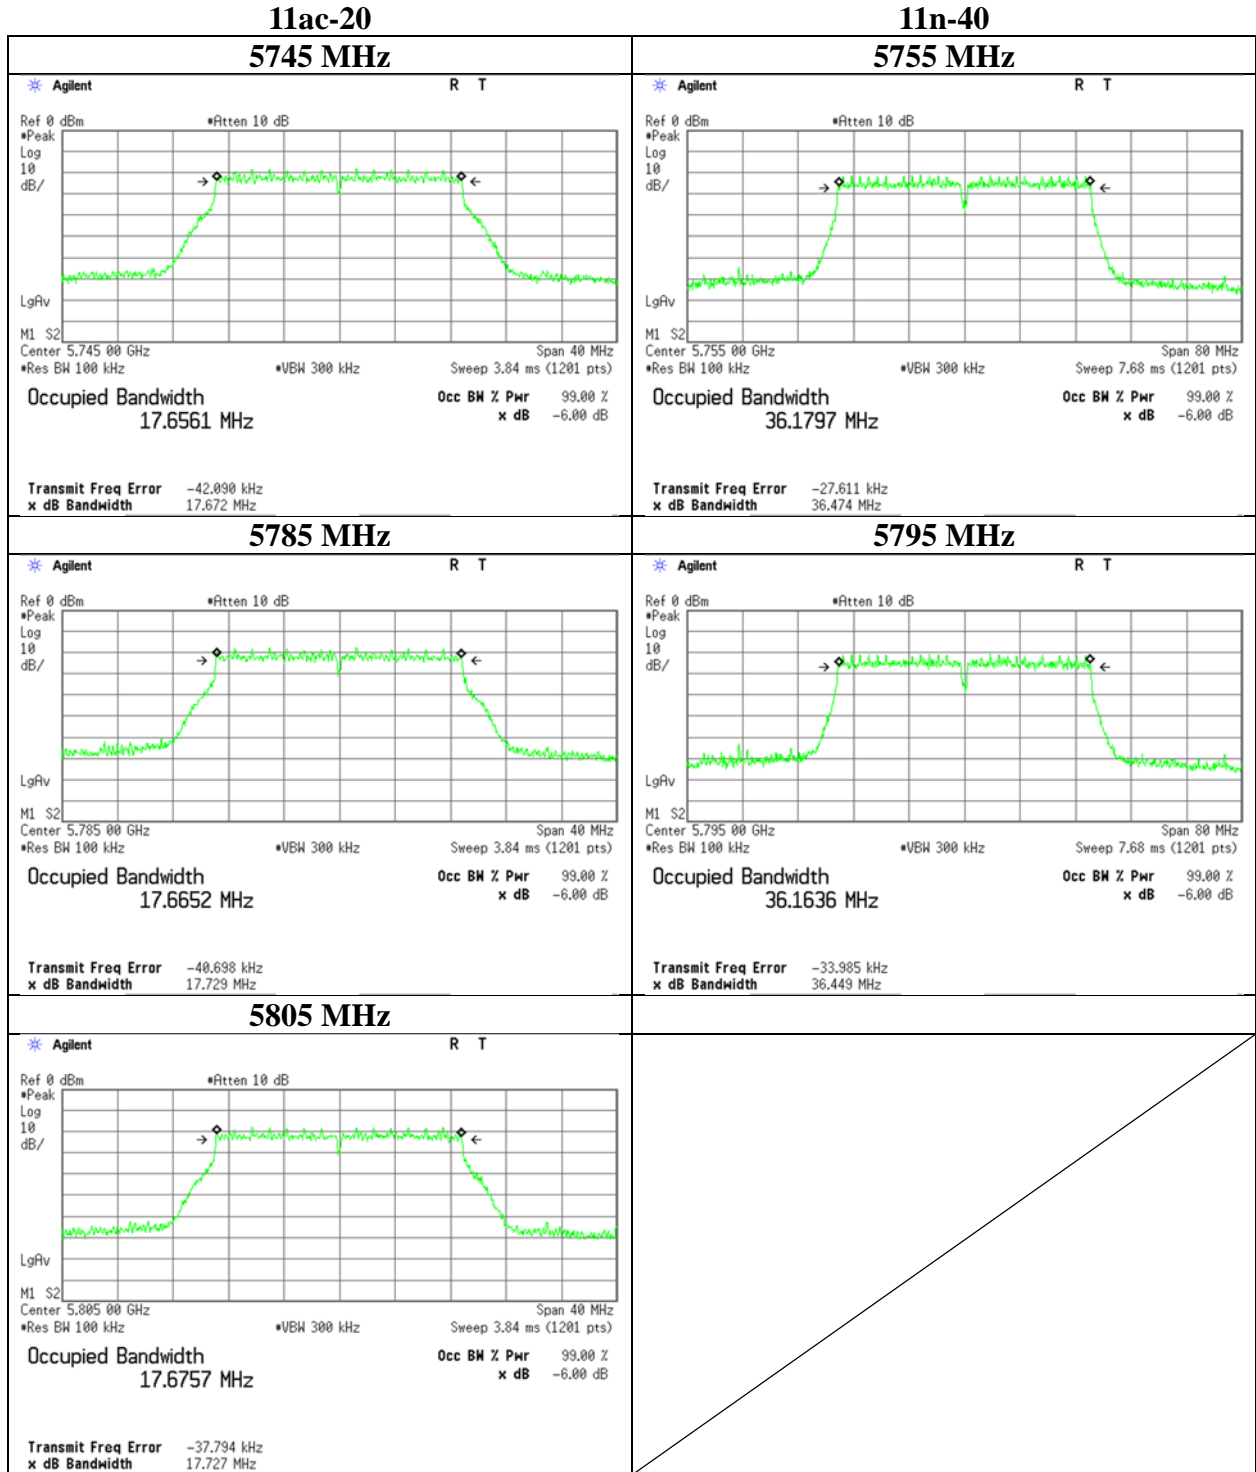 11ac-20 11n-40
5745 MHz 5755 MHz
Agilent R T
Ref 0 dBm #Atten 10 dB
#Peak
Log
10
dB/
LgAv
M1 S2
Center 5.745 00 GHz Span 40 MHz
#Res BW 100 kHz #VBW 300 kHz Sweep 3.84 ms (1201 pts)
Occupied Bandwidth Occ BW % Pwr 99.00 %
17.6561 MHz x dB -6.00 dB
Transmit Freq Error -42.090 kHz
x dB Bandwidth 17.672 MHz
Agilent R T
Ref 0 dBm #Atten 10 dB
#Peak
Log
10
dB/
LgAv
M1 S2
Center 5.755 00 GHz Span 80 MHz
#Res BW 100 kHz #VBW 300 kHz Sweep 7.68 ms (1201 pts)
Occupied Bandwidth Occ BW % Pwr 99.00 %
36.1797 MHz x dB -6.00 dB
Transmit Freq Error -27.611 kHz
x dB Bandwidth 36.474 MHz
5785 MHz 5795 MHz
Agilent R T
Ref 0 dBm #Atten 10 dB
#Peak
Log
10
dB/
LgAv
M1 S2
Center 5.785 00 GHz Span 40 MHz
#Res BW 100 kHz #VBW 300 kHz Sweep 3.84 ms (1201 pts)
Occupied Bandwidth Occ BW % Pwr 99.00 %
17.6652 MHz x dB -6.00 dB
Transmit Freq Error -40.698 kHz
x dB Bandwidth 17.729 MHz
Agilent R T
Ref 0 dBm #Atten 10 dB
#Peak
Log
10
dB/
LgAv
M1 S2
Center 5.795 00 GHz Span 80 MHz
#Res BW 100 kHz #VBW 300 kHz Sweep 7.68 ms (1201 pts)
Occupied Bandwidth Occ BW % Pwr 99.00 %
36.1636 MHz x dB -6.00 dB
Transmit Freq Error -33.985 kHz
x dB Bandwidth 36.449 MHz
5805 MHz
Agilent R T
Ref 0 dBm #Atten 10 dB
#Peak
Log
10
dB/
LgAv
M1 S2
Center 5.805 00 GHz Span 40 MHz
#Res BW 100 kHz #VBW 300 kHz Sweep 3.84 ms (1201 pts)
Occupied Bandwidth Occ BW % Pwr 99.00 %
17.6757 MHz x dB -6.00 dB
Transmit Freq Error -37.794 kHz
x dB Bandwidth 17.727 MHz